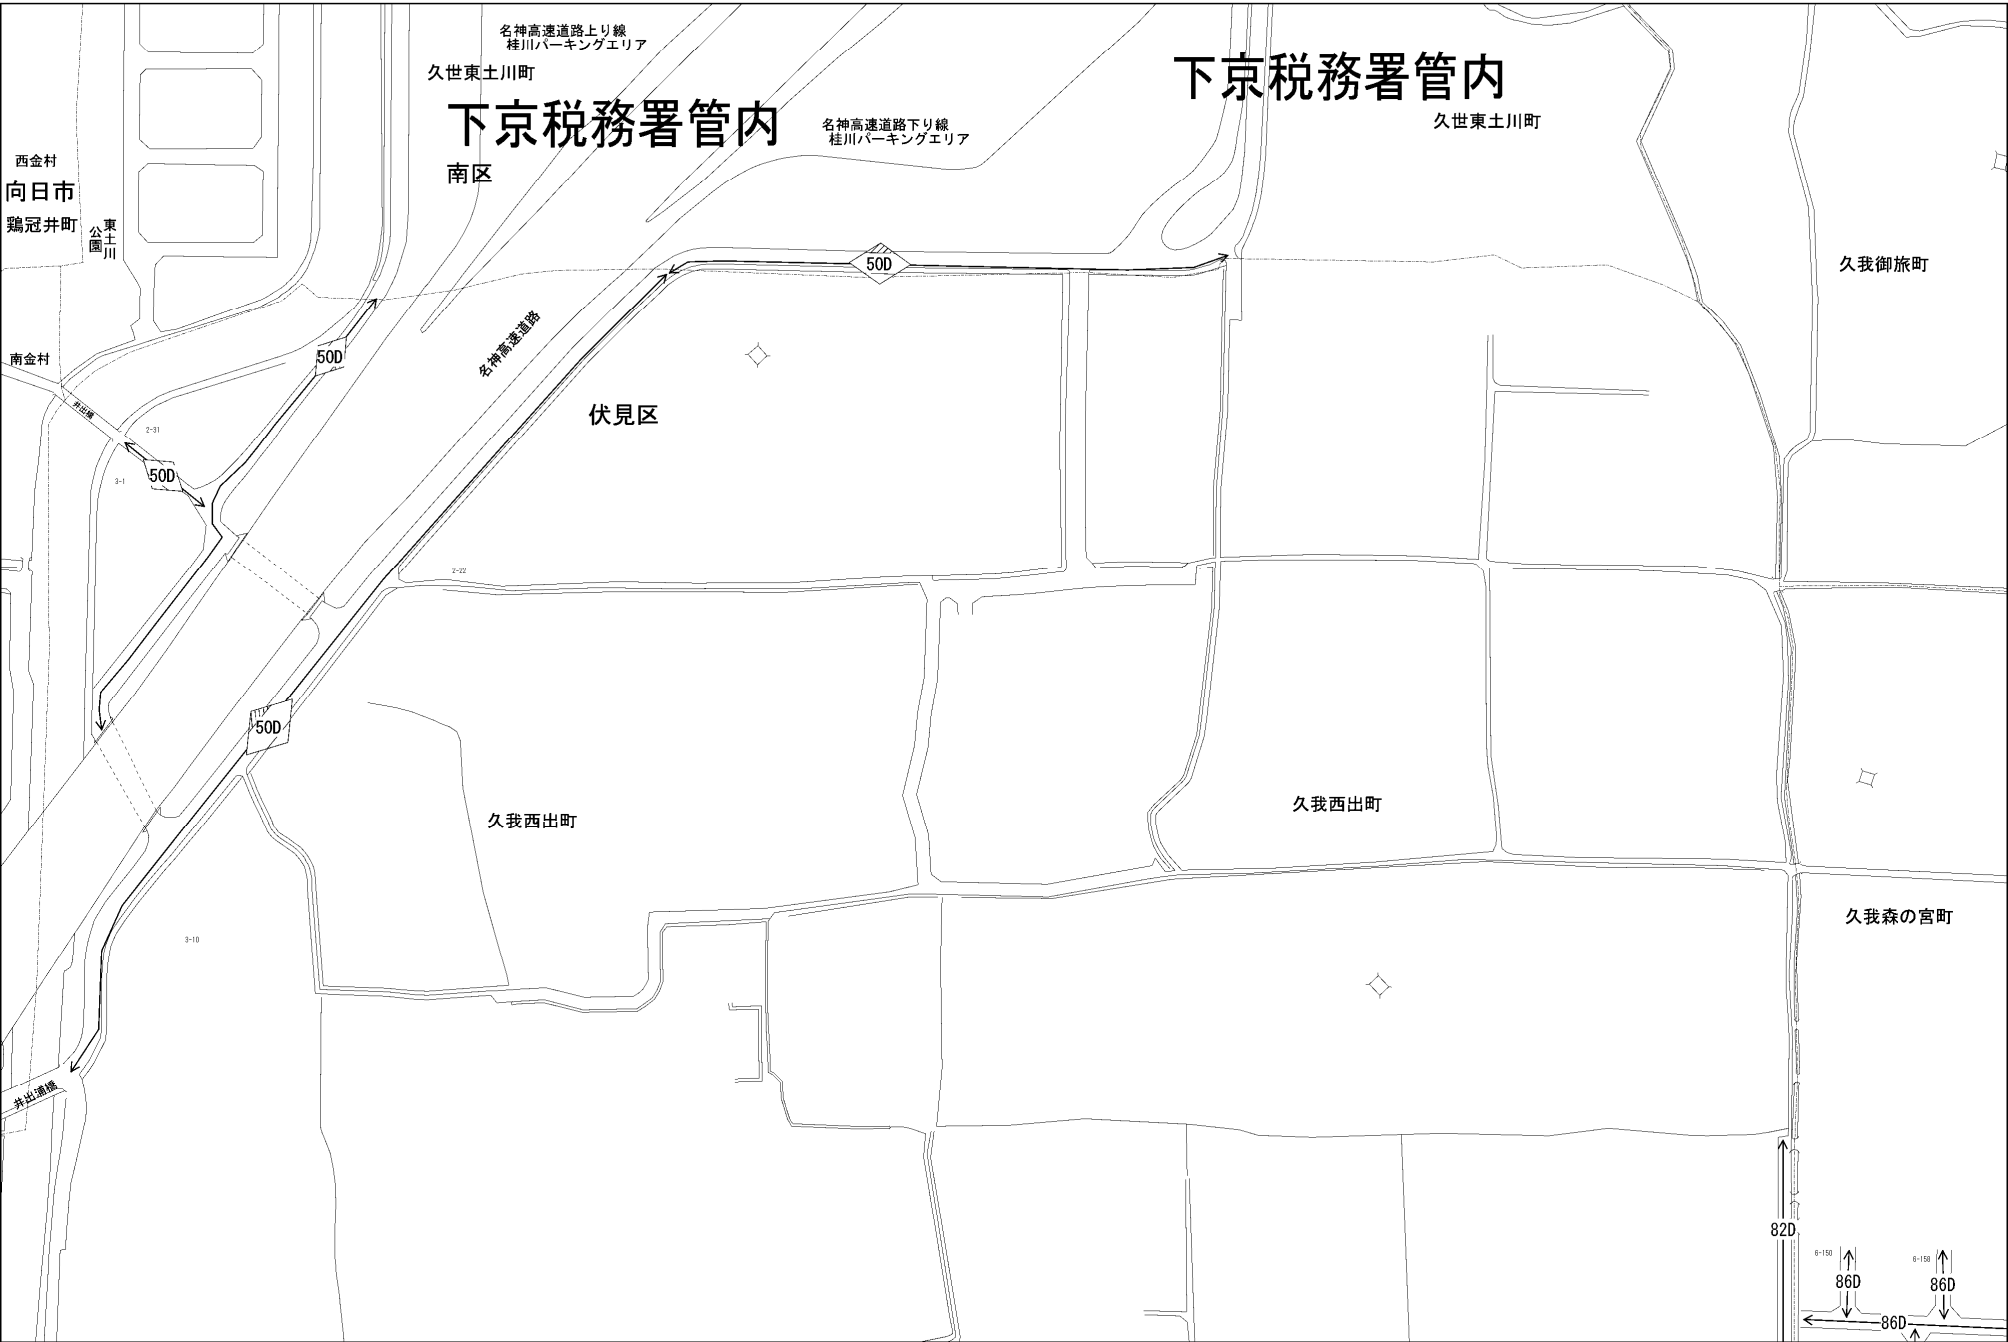 名神高速道路上り線
桂川パーキングエリア
久世東土川町
下京税務署管内
南区
名神高速道路下り線
桂川パーキングエリア
下京税務署管内
久世東土川町
西金村
向日市
鶏冠井町
東土川
公園
久我御旅町
50D
名神高速道路
南金村
50D
井出橋
伏見区
2-31
50D
3-1
2-22
50D
久我西出町
久我西出町
久我森の宮町
3-10
井出浦橋
82D
6-150
86D
6-158
86D
86D